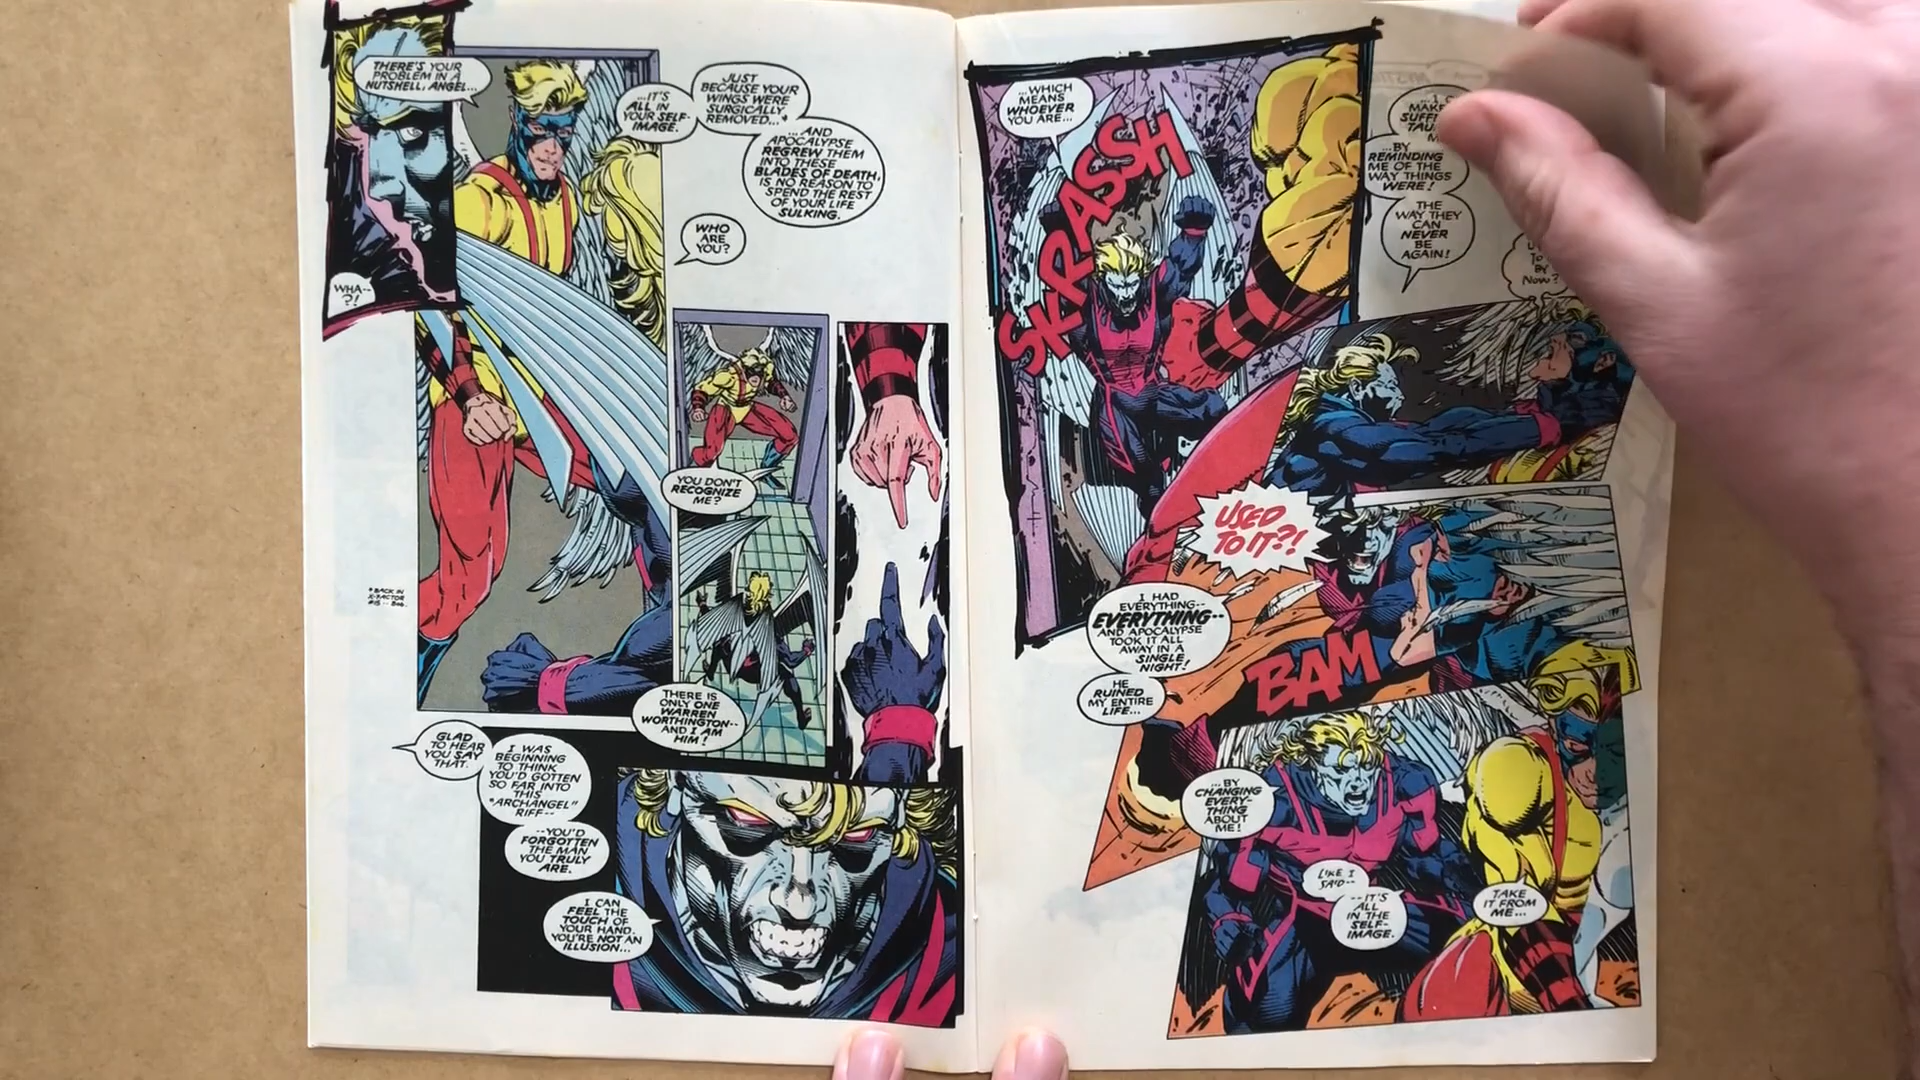 THERE'S YOUR
PROBLEM IN A
NUTSHELL, ANGEL...
WHA--
?!
...IT'S
ALL IN
YOUR SELF-
IMAGE.
JUST
BECAUSE YOUR
WINGS WERE
SURGICALLY
REMOVED...*
...AND
APOCALYPSE
REGREW THEM
INTO THESE
BLADES OF DEATH,
IS NO REASON TO
SPEND THE REST
OF YOUR LIFE
SULKING.
WHO
ARE
YOU?
*BACK IN
X-FACTOR
#15 -- BOB.
YOU DON'T
RECOGNIZE
ME?
THERE IS
ONLY ONE
WARREN
WORTHINGTON--
AND I AM
HIM!
GLAD
TO HEAR
YOU SAY
THAT.
I WAS
BEGINNING
TO THINK
YOU'D GOTTEN
SO FAR INTO
THIS
"ARCHANGEL"
RIFF--
--YOU'D
FORGOTTEN
THE MAN
YOU TRULY
ARE.
I CAN
FEEL THE
TOUCH OF
YOUR HAND.
YOU'RE NOT AN
ILLUSION...
...WHICH
MEANS
WHOEVER
YOU ARE...
SKRASSH
...BY
REMINDING
ME OF THE
WAY THINGS
WERE!
THE
WAY THEY
CAN
NEVER
BE
AGAIN!
BY
NOW?
USED
TO IT?!
I HAD
EVERYTHING--
EVERYTHING--
AND APOCALYPSE
TOOK IT ALL
AWAY IN A
SINGLE
NIGHT!
HE
RUINED
MY ENTIRE
LIFE...
BAM
...BY
CHANGING
EVERY-
THING
ABOUT
ME!
LIKE I
SAID--
--IT'S
ALL
IN THE
SELF-
IMAGE.
TAKE
IT FROM
ME...